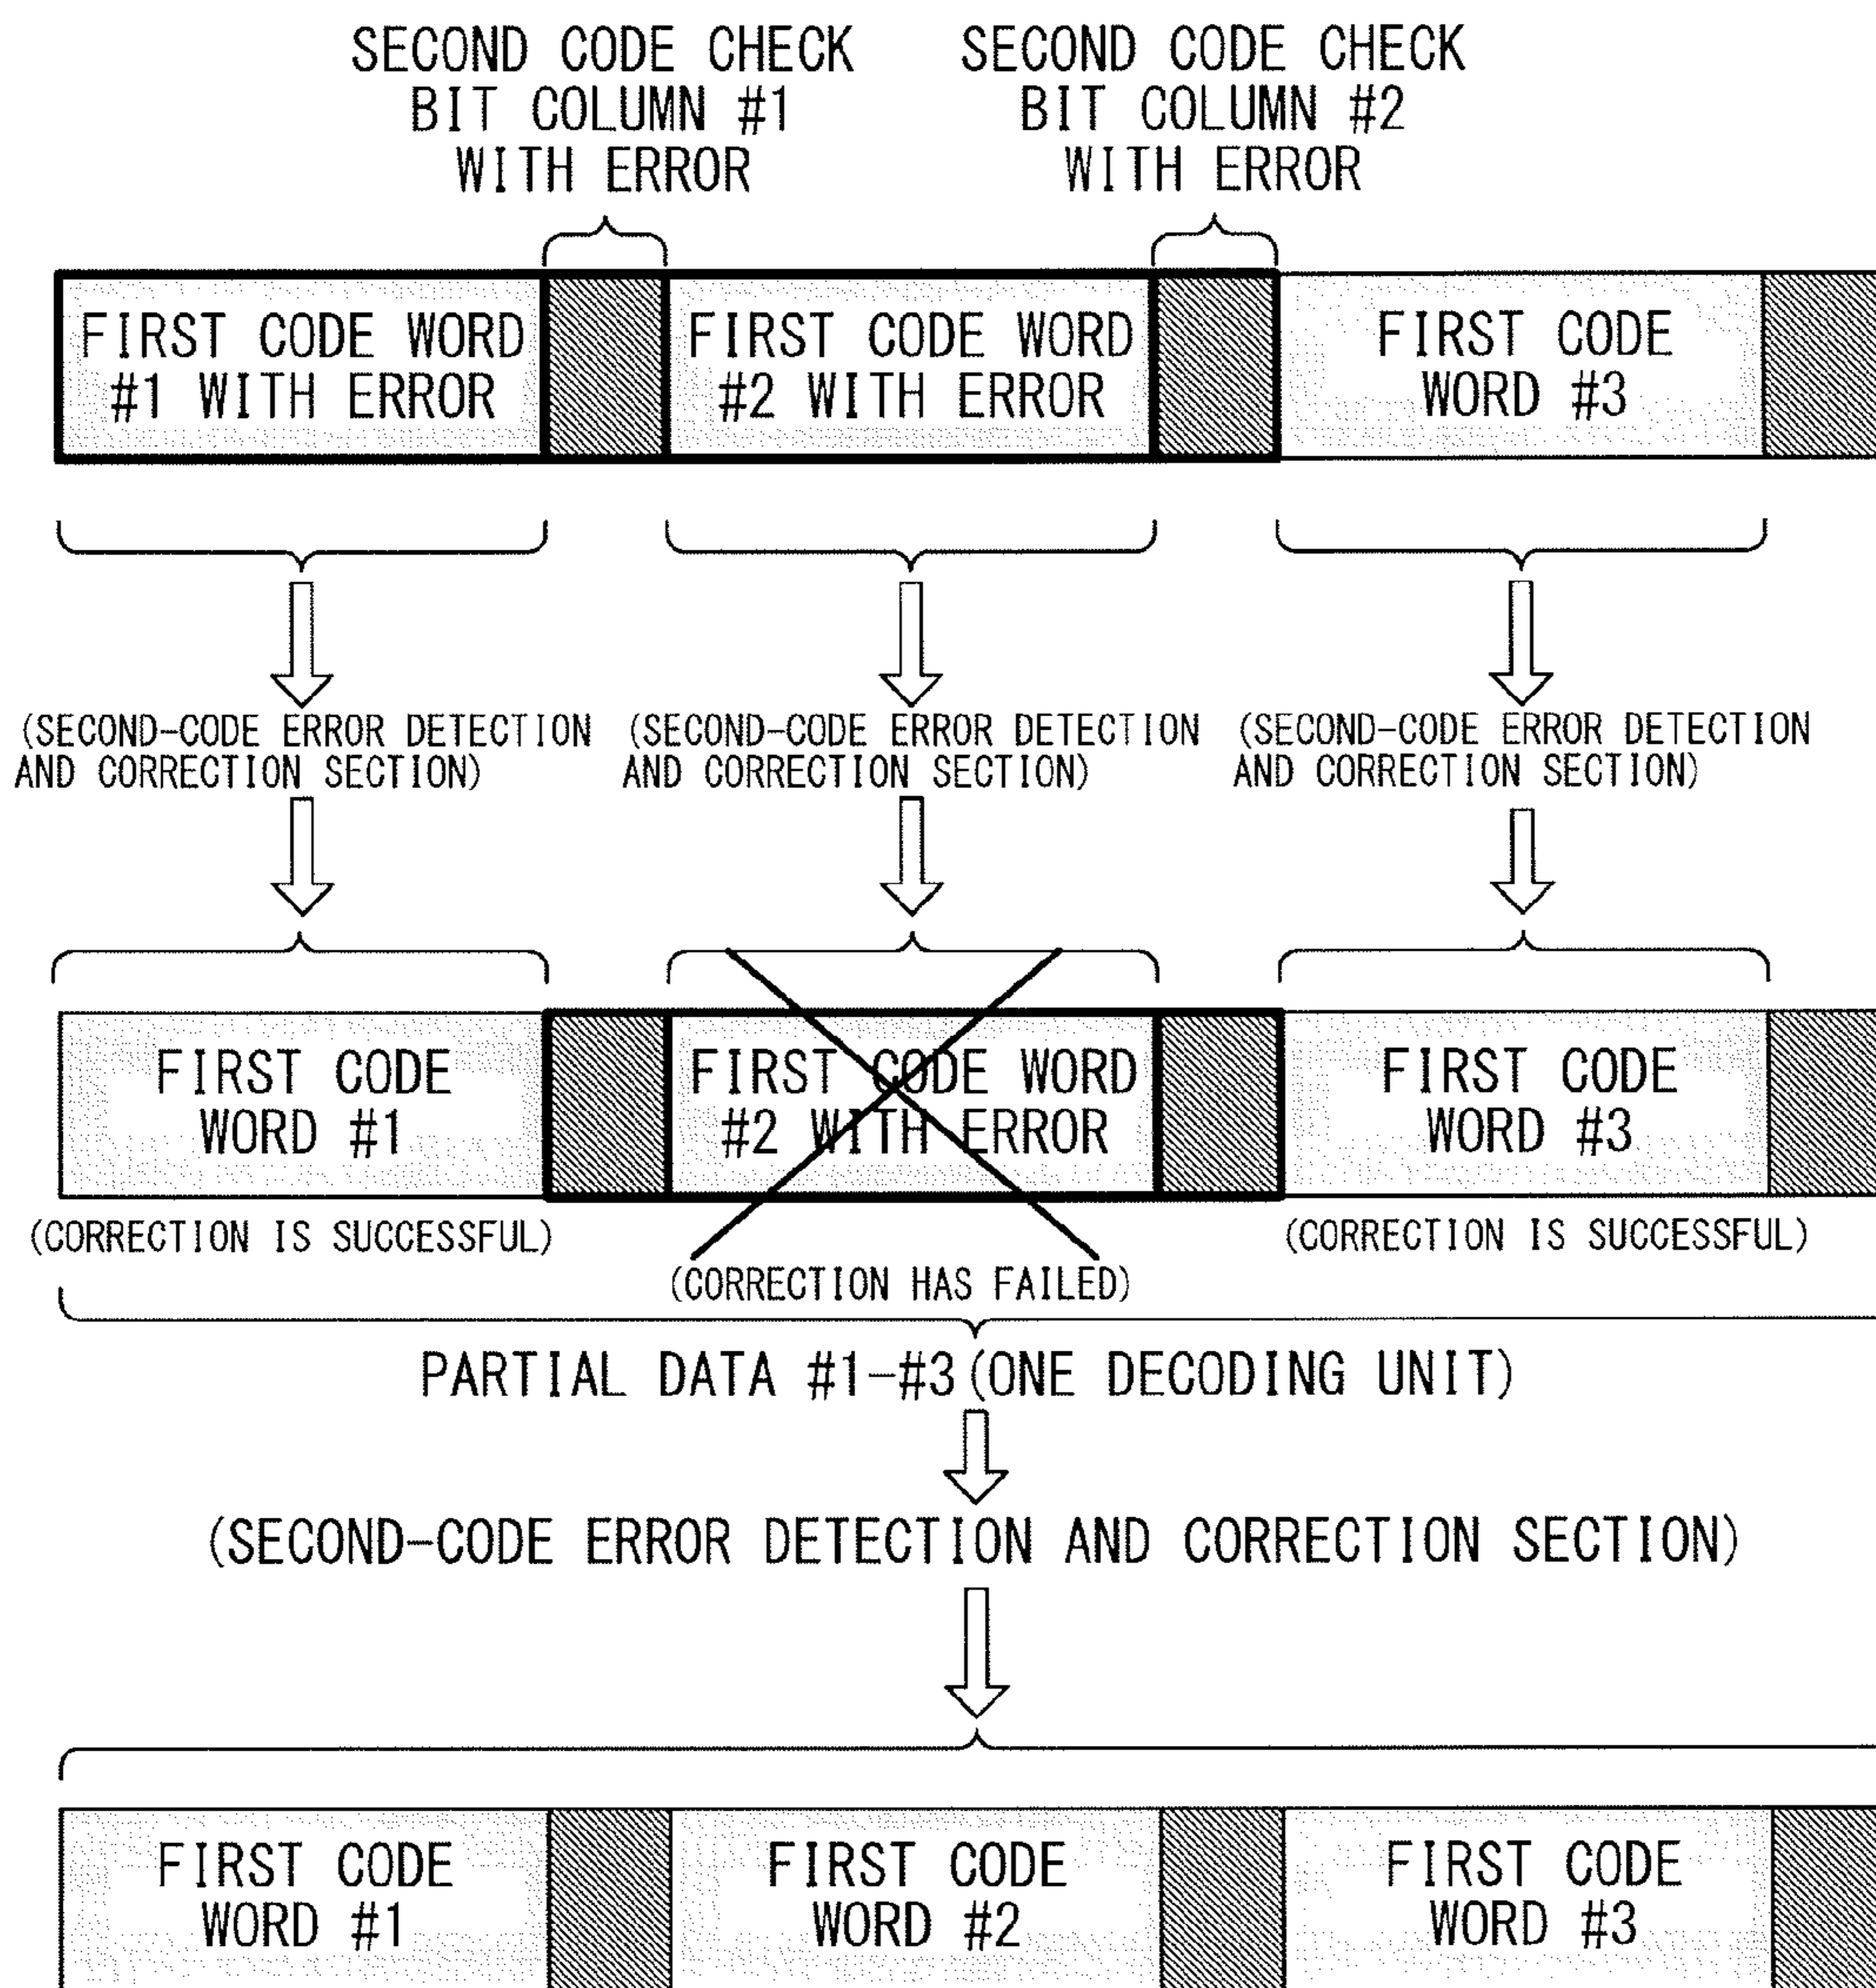 SECOND CODE CHECK
BIT COLUMN #1
WITH ERROR
SECOND CODE CHECK
BIT COLUMN #2
WITH ERROR
FIRST CODE WORD
#1 WITH ERROR
FIRST CODE WORD
#2 WITH ERROR
FIRST CODE
WORD #3
(SECOND-CODE ERROR DETECTION
AND CORRECTION SECTION)
(SECOND-CODE ERROR DETECTION
AND CORRECTION SECTION)
(SECOND-CODE ERROR DETECTION
AND CORRECTION SECTION)
FIRST CODE
WORD #1
FIRST CODE WORD
#2 WITH ERROR
FIRST CODE
WORD #3
(CORRECTION IS SUCCESSFUL)
(CORRECTION HAS FAILED)
(CORRECTION IS SUCCESSFUL)
PARTIAL DATA #1-#3(ONE DECODING UNIT)
(SECOND-CODE ERROR DETECTION AND CORRECTION SECTION)
FIRST CODE
WORD #1
FIRST CODE
WORD #2
FIRST CODE
WORD #3